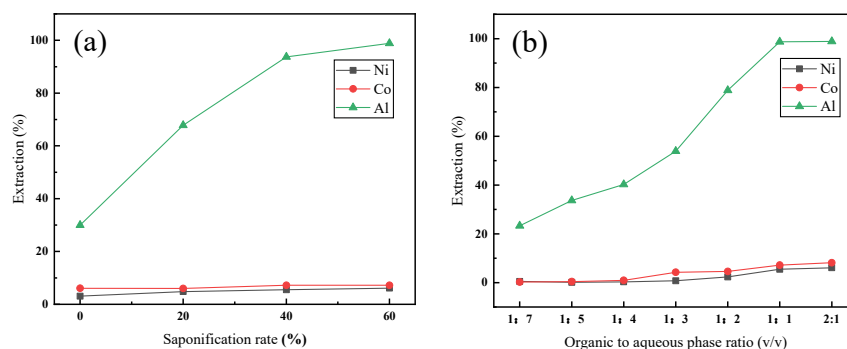 (a)
Ni
Co
Al
Extraction (%)
100
80
60
40
20
0
0 20 40 60
Saponification rate (%)
(b)
Ni
Co
Al
Extraction (%)
100
80
60
40
20
0
1：7 1：5 1：4 1：3 1：2 1：1 2:1
Organic to aqueous phase ratio (v/v)